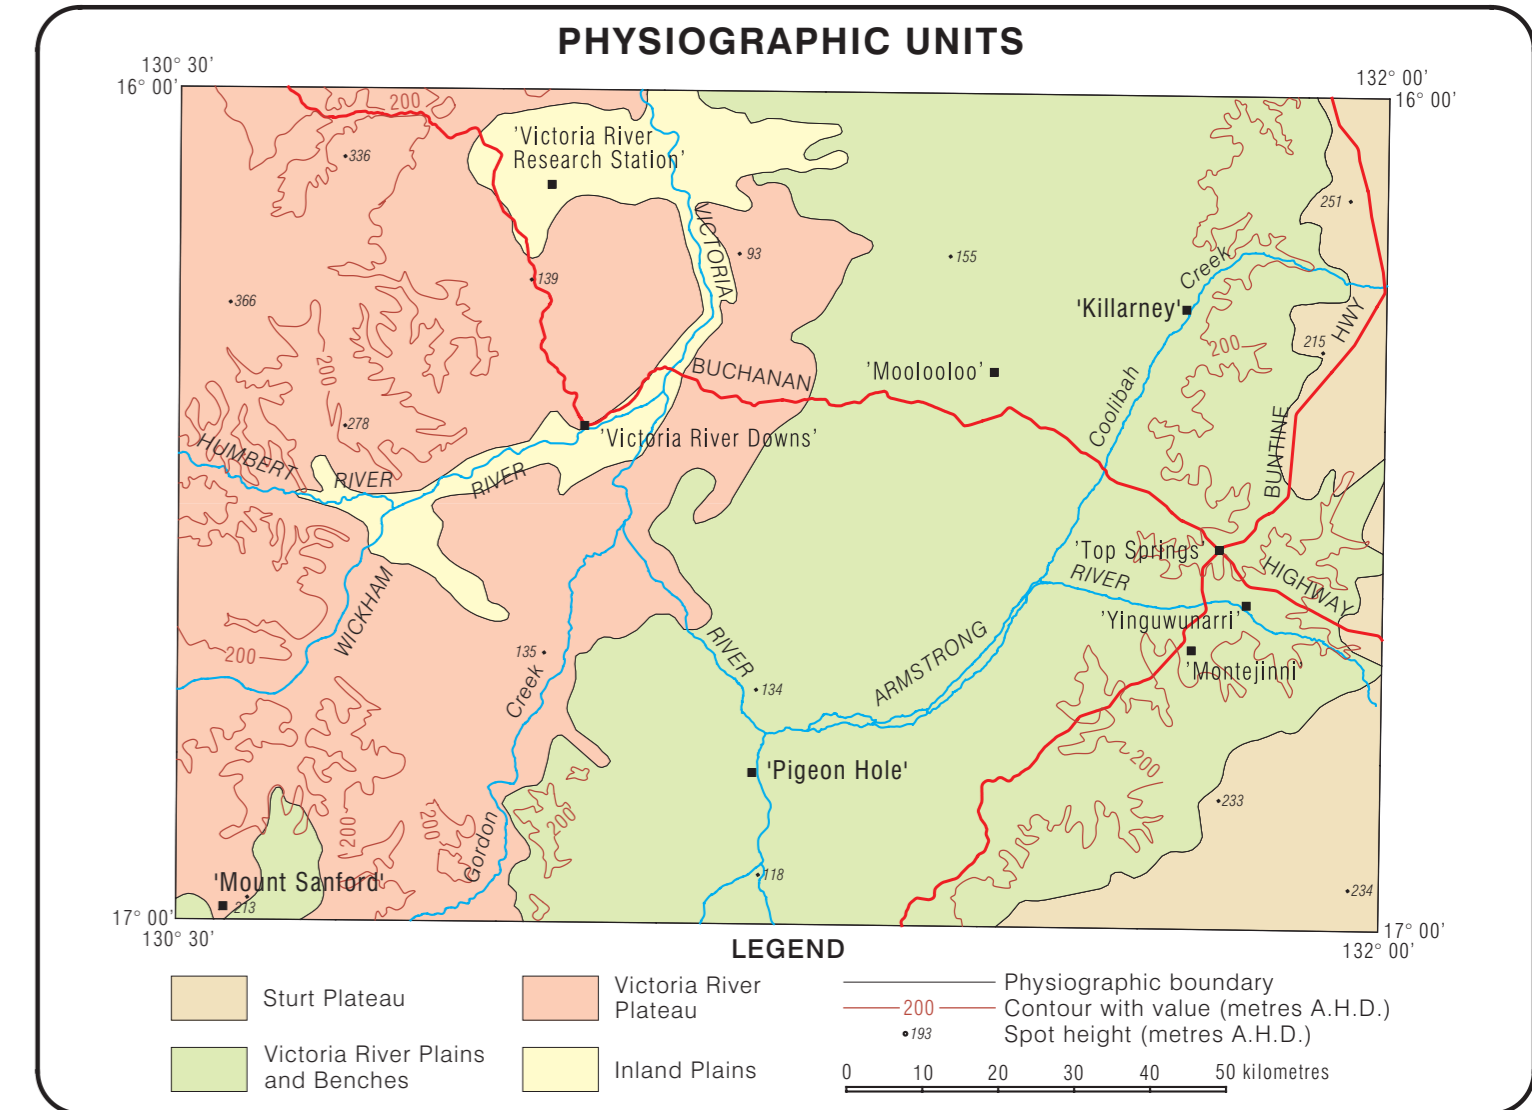 PHYSIOGRAPHIC UNITS
130° 30'
132° 00'
16° 00'
16° 00'
200
'Victoria River
Research Station'
336
251
VICTORIA
93
155
Creek
139
366
'Killarney'
HWY
215
200
200
BUCHANAN
'Moolooloo'
Coolibah
BUNTINE
278
'Victoria River Downs'
HUMBERT
RIVER
RIVER
'Top Springs'
RIVER
HIGHWAY
WICKHAM
'Yinguwunarri'
200
135
RIVER
ARMSTRONG
'Montejinni'
Creek
134
'Pigeon Hole'
200
233
200
200
200
Gordon
118
'Mount Sanford'
213
234
17° 00'
17° 00'
130° 30'
132° 00'
LEGEND
Sturt Plateau
Victoria River
Plateau
Victoria River Plains
and Benches
Inland Plains
Physiographic boundary
200 Contour with value (metres A.H.D.)
193 Spot height (metres A.H.D.)
0 10 20 30 40 50 kilometres